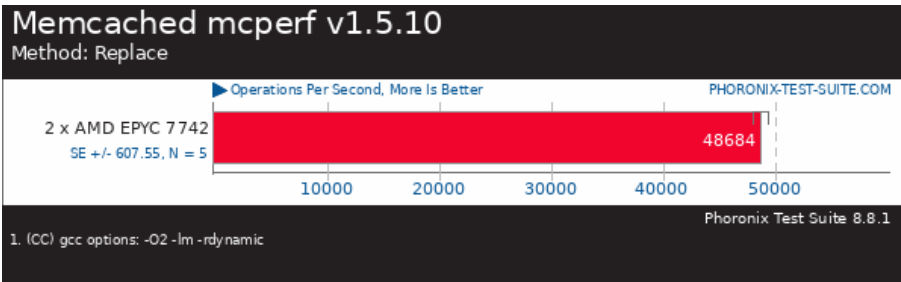 Memcached mcperf v1.5.10
Method: Replace
Operations Per Second, More Is Better
PHORONIX-TEST-SUITE.COM
2 x AMD EPYC 7742
SE +/- 607.55, N = 5
48684
10000 20000 30000 40000 50000
Phoronix Test Suite 8.8.1
1. (CC) gcc options: -O2 -lm -rdynamic